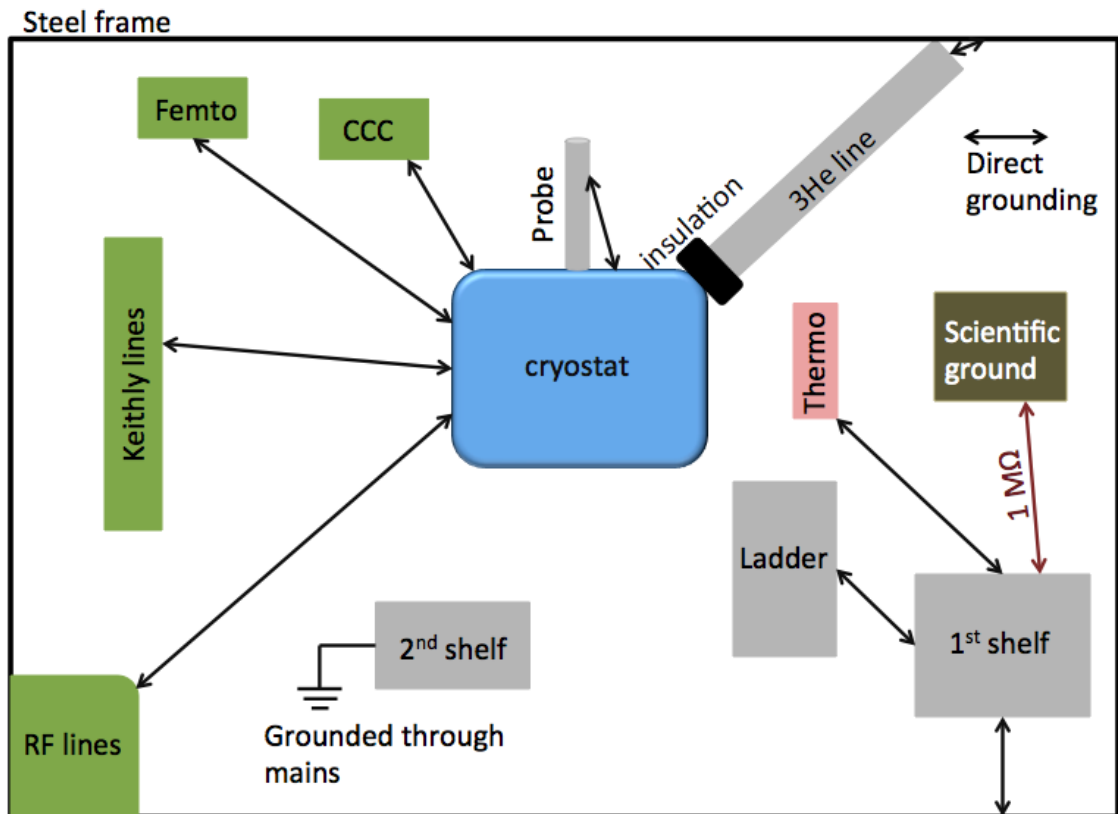 Steel frame
Femto
CCC
Probe
insulation
3He line
Direct
grounding
Keithly lines
cryostat
Thermo
Scientific
ground
1 MΩ
Ladder
1st shelf
2nd shelf
RF lines
Grounded through
mains